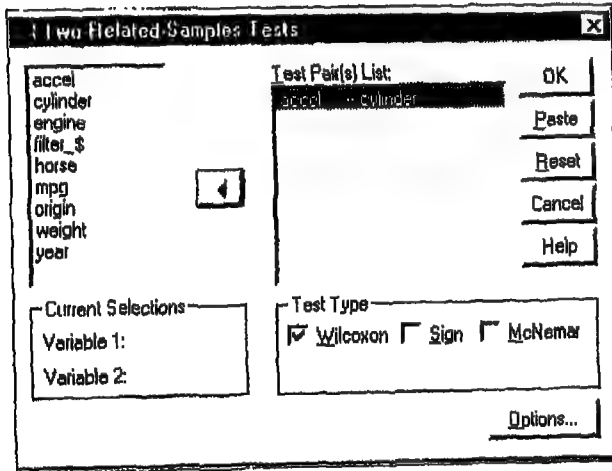 Two Related-Samples Tests
accel
cylinder
engine
filter_$
horse
mpg
origin
weight
year
Test Pair(s) List:
accel -- cylinder
OK
Paste
Reset
Cancel
Help
Current Selections
Variable 1:
Variable 2:
Test Type
Wilcoxon
Sign
McNemar
Options...